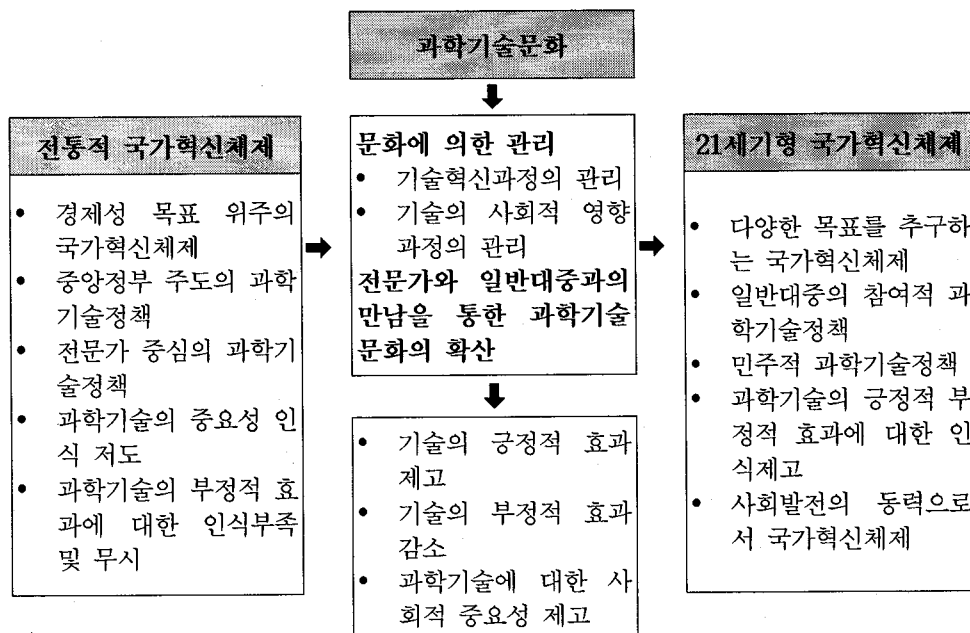 과학기술문화
전통적 국가혁신체제
• 경제성 목표 위주의
국가혁신체제
• 중앙정부 주도의 과학
기술정책
• 전문가 중심의 과학기
술정책
• 과학기술의 중요성 인
식 저도
• 과학기술의 부정적 효
과에 대한 인식부족
및 무시
문화에 의한 관리
• 기술혁신과정의 관리
• 기술의 사회적 영향
과정의 관리
전문가와 일반대중과의
만남을 통한 과학기술
문화의 확산
• 기술의 긍정적 효과
제고
• 기술의 부정적 효과
감소
• 과학기술에 대한 사
회적 중요성 제고
21세기형 국가혁신체제
• 다양한 목표를 추구하
는 국가혁신체제
• 일반대중의 참여적 과
학기술정책
• 민주적 과학기술정책
• 과학기술의 긍정적 부
정적 효과에 대한 인
식제고
• 사회발전의 동력으로
서 국가혁신체제